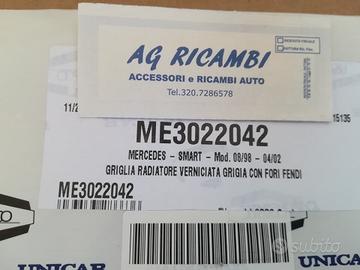 AG RICAMBI
ACCESSORI e RICAMBI AUTO
Tel.320.7286578
11/2
15135
ME3022042
MERCEDES - SMART - Mod. 08/98 - 04/02
GRIGLIA RADIATORE VERNICIATA GRIGIA CON FORI FENDI
ME3022042
UNICAR
UNICAR
subito